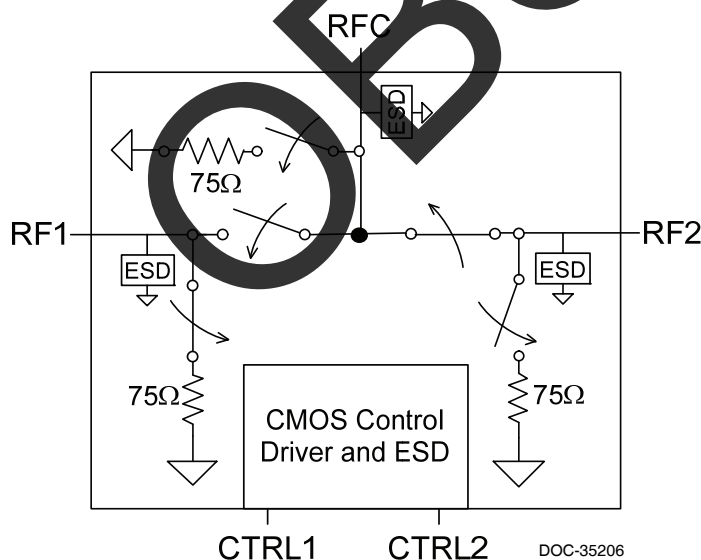 RFC
ESD
75Ω
RF1
RF2
ESD
ESD
75Ω
75Ω
CMOS Control
Driver and ESD
CTRL1
CTRL2
DOC-35206